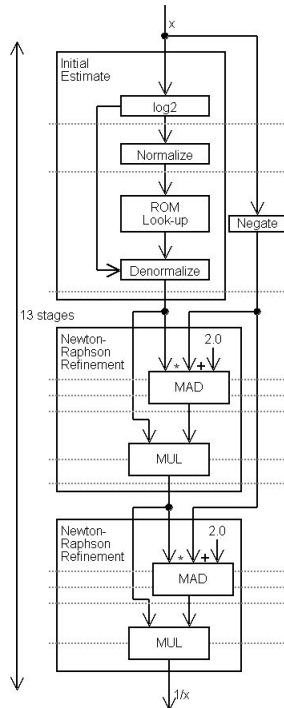 x
Initial
Estimate
log2
Normalize
ROM
Look-up
Negate
Denormalize
13 stages
Newton-
Raphson
Refinement
2.0
* +
MAD
MUL
Newton-
Raphson
Refinement
2.0
* +
MAD
MUL
1/x